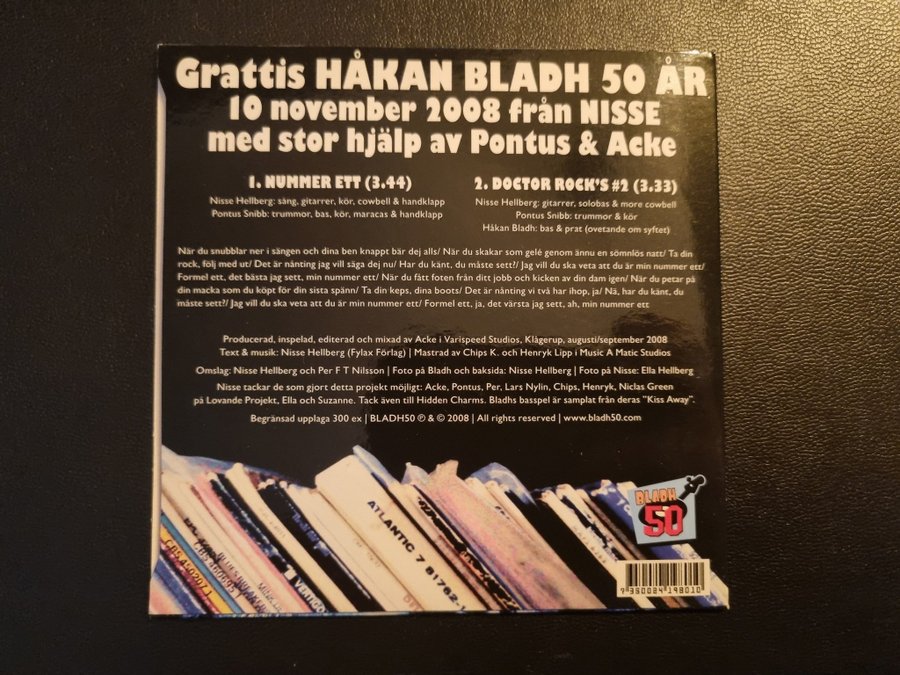 Grattis HÅKAN BLADH 50 ÅR
10 november 2008 från NISSE
med stor hjälp av Pontus & Acke
1. NUMMER ETT (3.44)
Nisse Hellberg: sång, gitarrer, kör, cowbell & handklapp
Pontus Snibb: trummor, bas, kör, maracas & handklapp
2. DOCTOR ROCK'S #2 (3.33)
Nisse Hellberg: gitarrer, solobas & more cowbell
Pontus Snibb: trummor & kör
Håkan Bladh: bas & prat (ovetande om syftet)
När du snubblar ner i sängen och dina ben knappt bär dej alls/ När du skakar som gelé genom ännu en sömnlös natt/ Ta din
rock, följ med ut/ Det är nånting jag vill säga dej nu/ Har du känt, du måste sett?/ Jag vill du ska veta att du är min nummer ett/
Formel ett, det bästa jag sett, min nummer ett/ När du fått foten från ditt jobb och kicken av din dam igen/ När du petar på
din macka som du köpt för din sista spänn/ Ta din keps, dina boots/ Det är nånting vi två har ihop, ja/ Nä, har du känt, du
måste sett?/ Jag vill du ska veta att du är min nummer ett/ Formel ett, ja, det värsta jag sett, ah, min nummer ett
Producerad, inspelad, editerad och mixad av Acke i Varispeed Studios, Klågerup, augusti/september 2008
Text & musik: Nisse Hellberg (Fylax Förlag) | Mastrad av Chips K. och Henryk Lipp i Music A Matic Studios
Omslag: Nisse Hellberg och Per F T Nilsson | Foto på Bladh och baksida: Nisse Hellberg | Foto på Nisse: Ella Hellberg
Nisse tackar de som gjort detta projekt möjligt: Acke, Pontus, Per, Lars Nylin, Chips, Henryk, Niclas Green
på Lovande Projekt, Ella och Suzanne. Tack även till Hidden Charms. Bladhs basspel är samplat från deras "Kiss Away".
Begränsad upplaga 300 ex | BLADH50 ℗ & © 2008 | All rights reserved | www.bladh50.com
ATLANTIC 7 81782-1
VERTIGO
BLADH
50
7 350024 198010